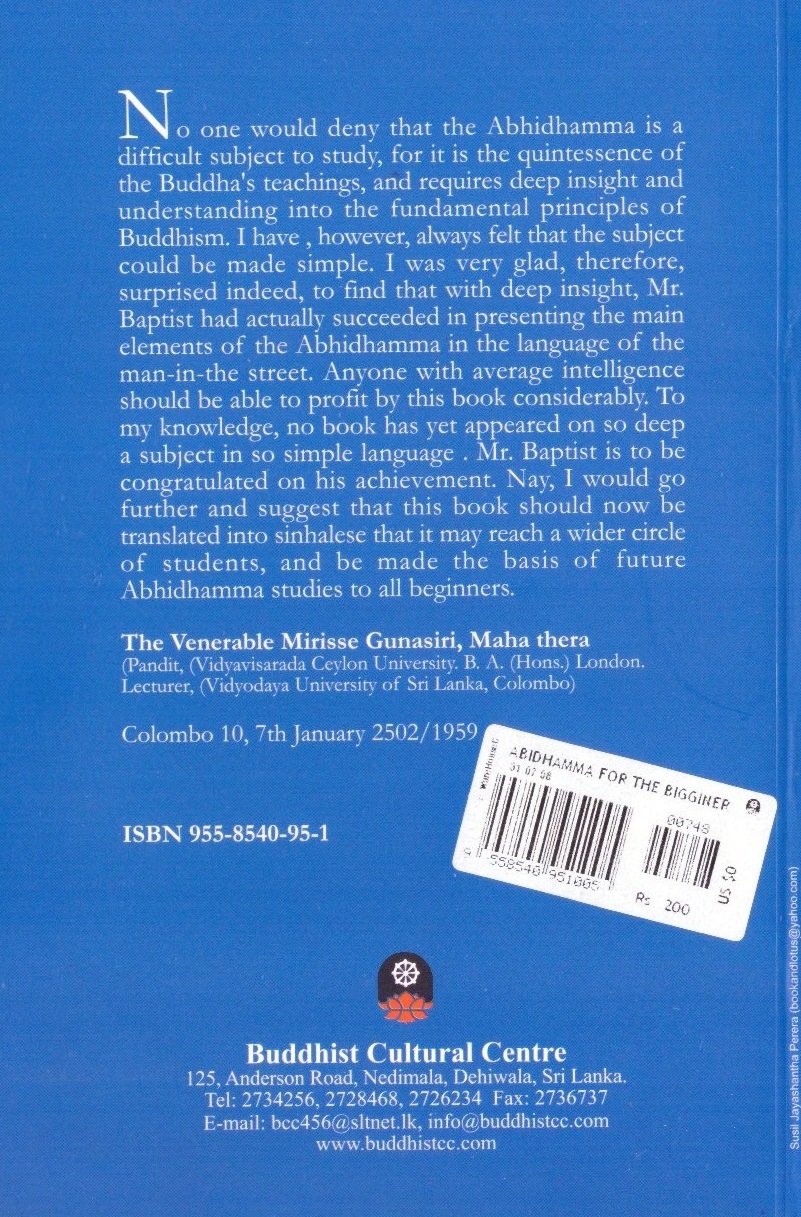 No one would deny that the Abhidhamma is a
difficult subject to study, for it is the quintessence of
the Buddha's teachings, and requires deep insight and
understanding into the fundamental principles of
Buddhism. I have , however, always felt that the subject
could be made simple. I was very glad, therefore,
surprised indeed, to find that with deep insight, Mr.
Baptist had actually succeeded in presenting the main
elements of the Abhidhamma in the language of the
man-in-the street. Anyone with average intelligence
should be able to profit by this book considerably. To
my knowledge, no book has yet appeared on so deep
a subject in so simple language . Mr. Baptist is to be
congratulated on his achievement. Nay, I would go
further and suggest that this book should now be
translated into sinhalese that it may reach a wider circle
of students, and be made the basis of future
Abhidhamma studies to all beginners.
The Venerable Mirisse Gunasiri, Maha thera
(Pandit, (Vidyavisarada Ceylon University. B. A. (Hons.) London.
Lecturer, (Vidyodaya University of Sri Lanka, Colombo)
Colombo 10, 7th January 2502/1959
ABIDHAMMA FOR THE BIGGINER
31 07 08
00748
9 558540 951005
Rs 200
US $0
ISBN 955-8540-95-1
Buddhist Cultural Centre
125, Anderson Road, Nedimala, Dehiwala, Sri Lanka.
Tel: 2734256, 2728468, 2726234 Fax: 2736737
E-mail: bcc456@sltnet.lk, info@buddhistcc.com
www.buddhistcc.com
Susil Jayashantha Perera (bookandlotus@yahoo.com)